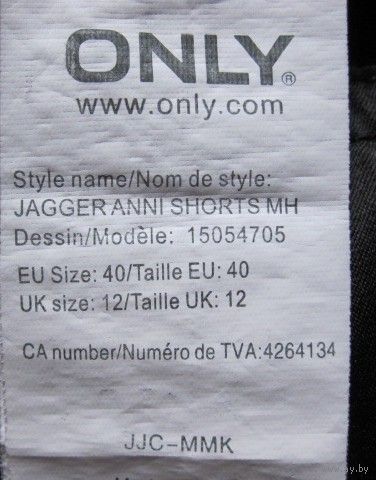 ONLY®
www.only.com
Style name/Nom de style:
JAGGER ANNI SHORTS MH
Dessin/Modèle: 15054705
EU Size: 40/Taille EU: 40
UK size: 12/Taille UK: 12
CA number/Numéro de TVA:4264134
JJC-MMK